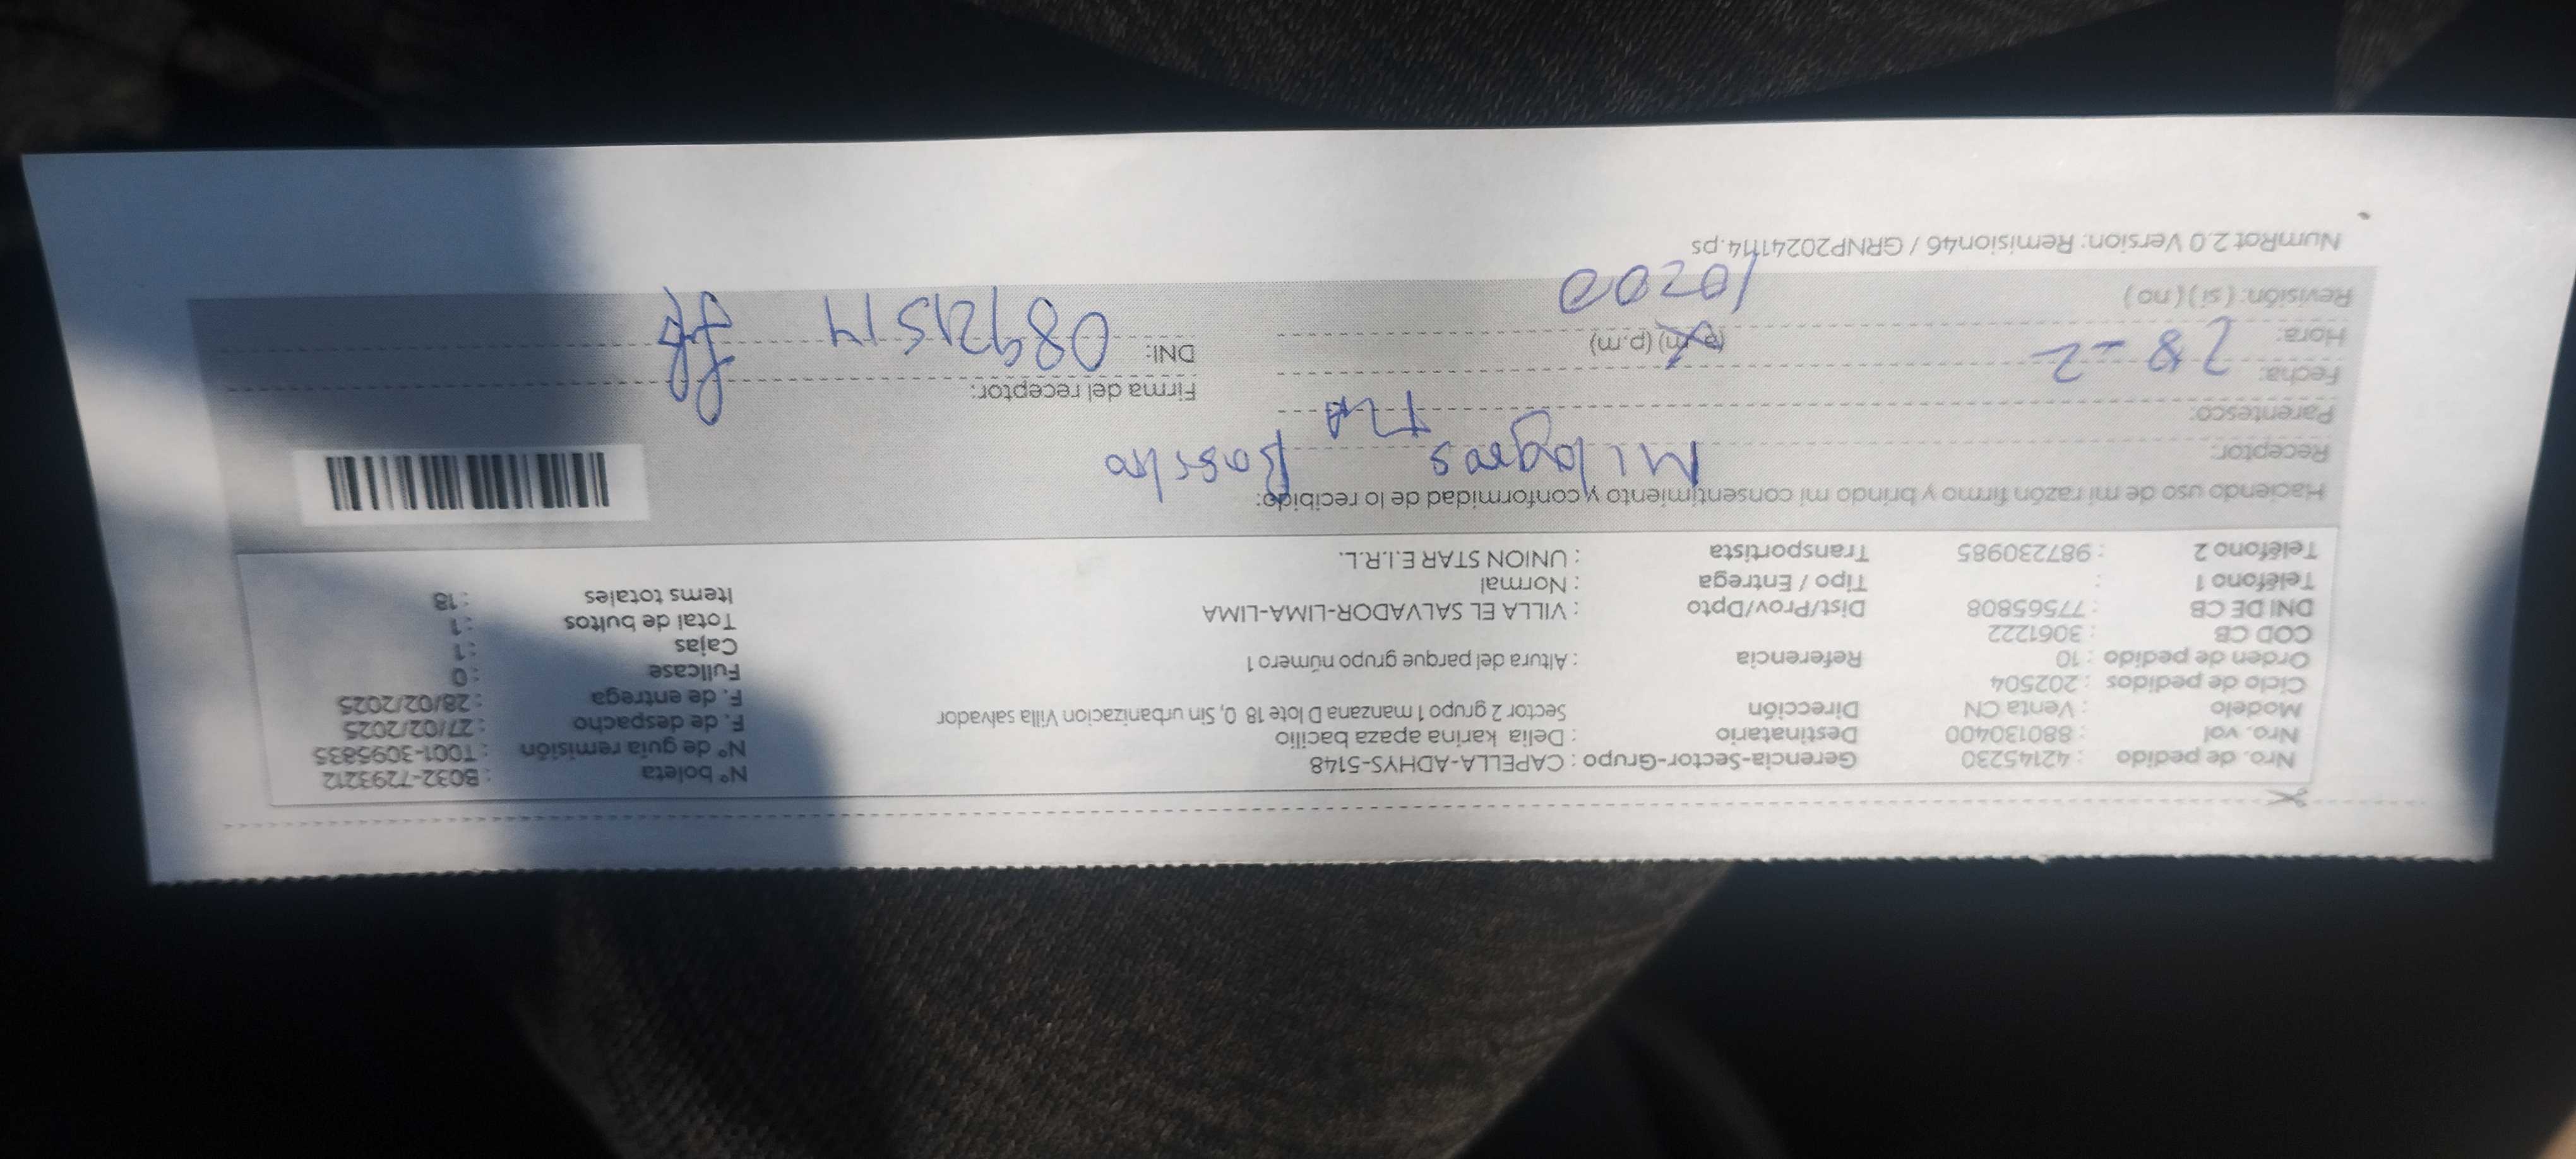 Nro. de pedido : 42145230 Gerencia-Sector-Grupo : CAPELLA-ADHYS-5148 N° boleta : B032-7293212
Nro. vol : 880130400 Destinatario : Delia karina apaza bacilio N° de guía remisión : T001-3095835
Modelo : Venta CN Dirección Sector 2 grupo 1 manzana D lote 18 0, Sin urbanizacion Villa salvador F. de despacho : 27/02/2025
Ciclo de pedidos : 202504 F. de entrega : 28/02/2025
Orden de pedido : 10 Referencia : Altura del parque grupo número 1 Fullcase : 0
COD CB : 3061222 Cajas : 1
DNI DE CB : 77565808 Dist/Prov/Dpto : VILLA EL SALVADOR-LIMA-LIMA Total de bultos : 1
Teléfono 1 : Tipo / Entrega : Normal Items totales : 18
Teléfono 2 : 987230985 Transportista : UNION STAR E.I.R.L.
Haciendo uso de mi razón firmo y brindo mi consentimiento y conformidad de lo recibido:
Receptor: Milagros
Parentesco:
Fecha: 28-2 Firma del receptor:
Hora: (a.m) (p.m) DNI:
Revisión: ( si ) ( no )
NumRot 2.0 Version: Remision46 / GRNP20241114.ps